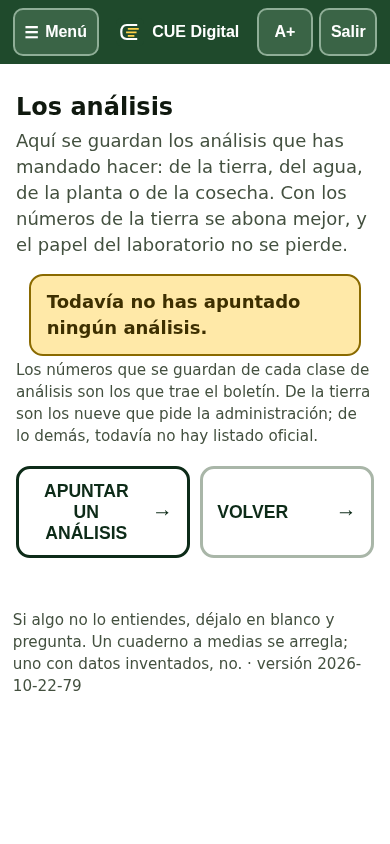 ☰ Menú
CUE Digital
A+
Salir
Los análisis
Aquí se guardan los análisis que has
mandado hacer: de la tierra, del agua,
de la planta o de la cosecha. Con los
números de la tierra se abona mejor, y
el papel del laboratorio no se pierde.
Todavía no has apuntado
ningún análisis.
Los números que se guardan de cada clase de
análisis son los que trae el boletín. De la tierra
son los nueve que pide la administración; de
lo demás, todavía no hay listado oficial.
APUNTAR
UN
ANÁLISIS →
VOLVER →
Si algo no lo entiendes, déjalo en blanco y
pregunta. Un cuaderno a medias se arregla;
uno con datos inventados, no. · versión 2026-
10-22-79